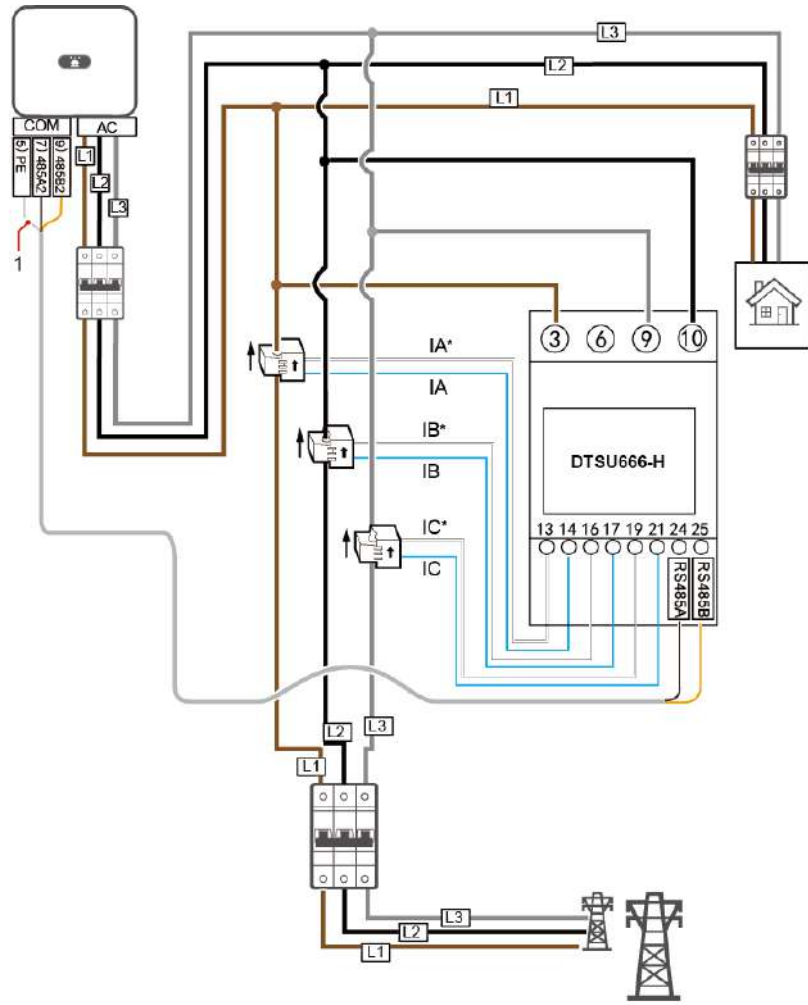 L3
L2
L1
COM
AC
5) PE
7) 485A2
9) 485B2
L1
L2
L3
1
3
6
9
10
IA*
IA
IB*
IB
DTSU666-H
IC*
IC
13 14 16 17 19 21 24 25
RS485A
RS485B
L2
L3
L1
L3
L2
L1